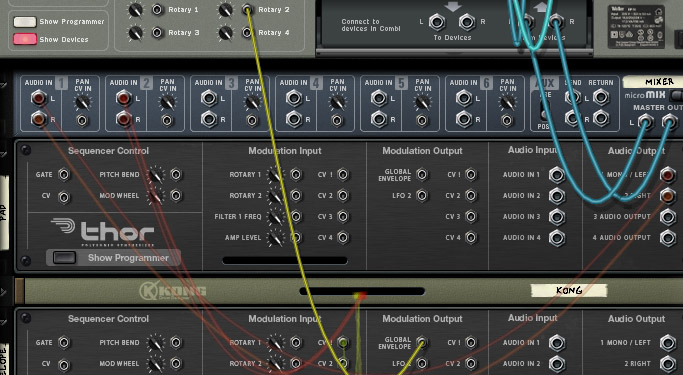 Show Programmer
Show Devices
Rotary 1
Rotary 2
Rotary 3
Rotary 4
Connect to
devices in Combi
L
R
To Devices
L
R
MIXER
AUDIO IN 1
PAN
CV IN
AUDIO IN 2
PAN
CV IN
AUDIO IN 3
PAN
CV IN
AUDIO IN 4
PAN
CV IN
AUDIO IN 5
PAN
CV IN
AUDIO IN 6
PAN
CV IN
AUX
SEND
RETURN
microMIX
MASTER OUT
L
R
L
R
L
R
L
R
L
R
L
R
L
R
PAD
Sequencer Control
Modulation Input
Modulation Output
Audio Input
Audio Output
GATE
PITCH BEND
CV
MOD WHEEL
ROTARY 1
CV 1
ROTARY 2
CV 2
FILTER 1 FREQ
CV 3
AMP LEVEL
CV 4
GLOBAL
ENVELOPE
CV 1
LFO 2
CV 2
CV 3
CV 4
AUDIO IN 1
AUDIO IN 2
AUDIO IN 3
AUDIO IN 4
1 MONO / LEFT
2 RIGHT
3 AUDIO OUTPUT
4 AUDIO OUTPUT
thor
POLYSONIC SYNTHESIZER
Show Programmer
KONG
KONG
Sequencer Control
Modulation Input
Modulation Output
Audio Input
Audio Output
GATE
PITCH BEND
CV
MOD WHEEL
ROTARY 1
CV 1
ROTARY 2
CV 2
GLOBAL
ENVELOPE
CV 1
LFO 2
CV 2
AUDIO IN 1
AUDIO IN 2
1 MONO / LEFT
2 RIGHT